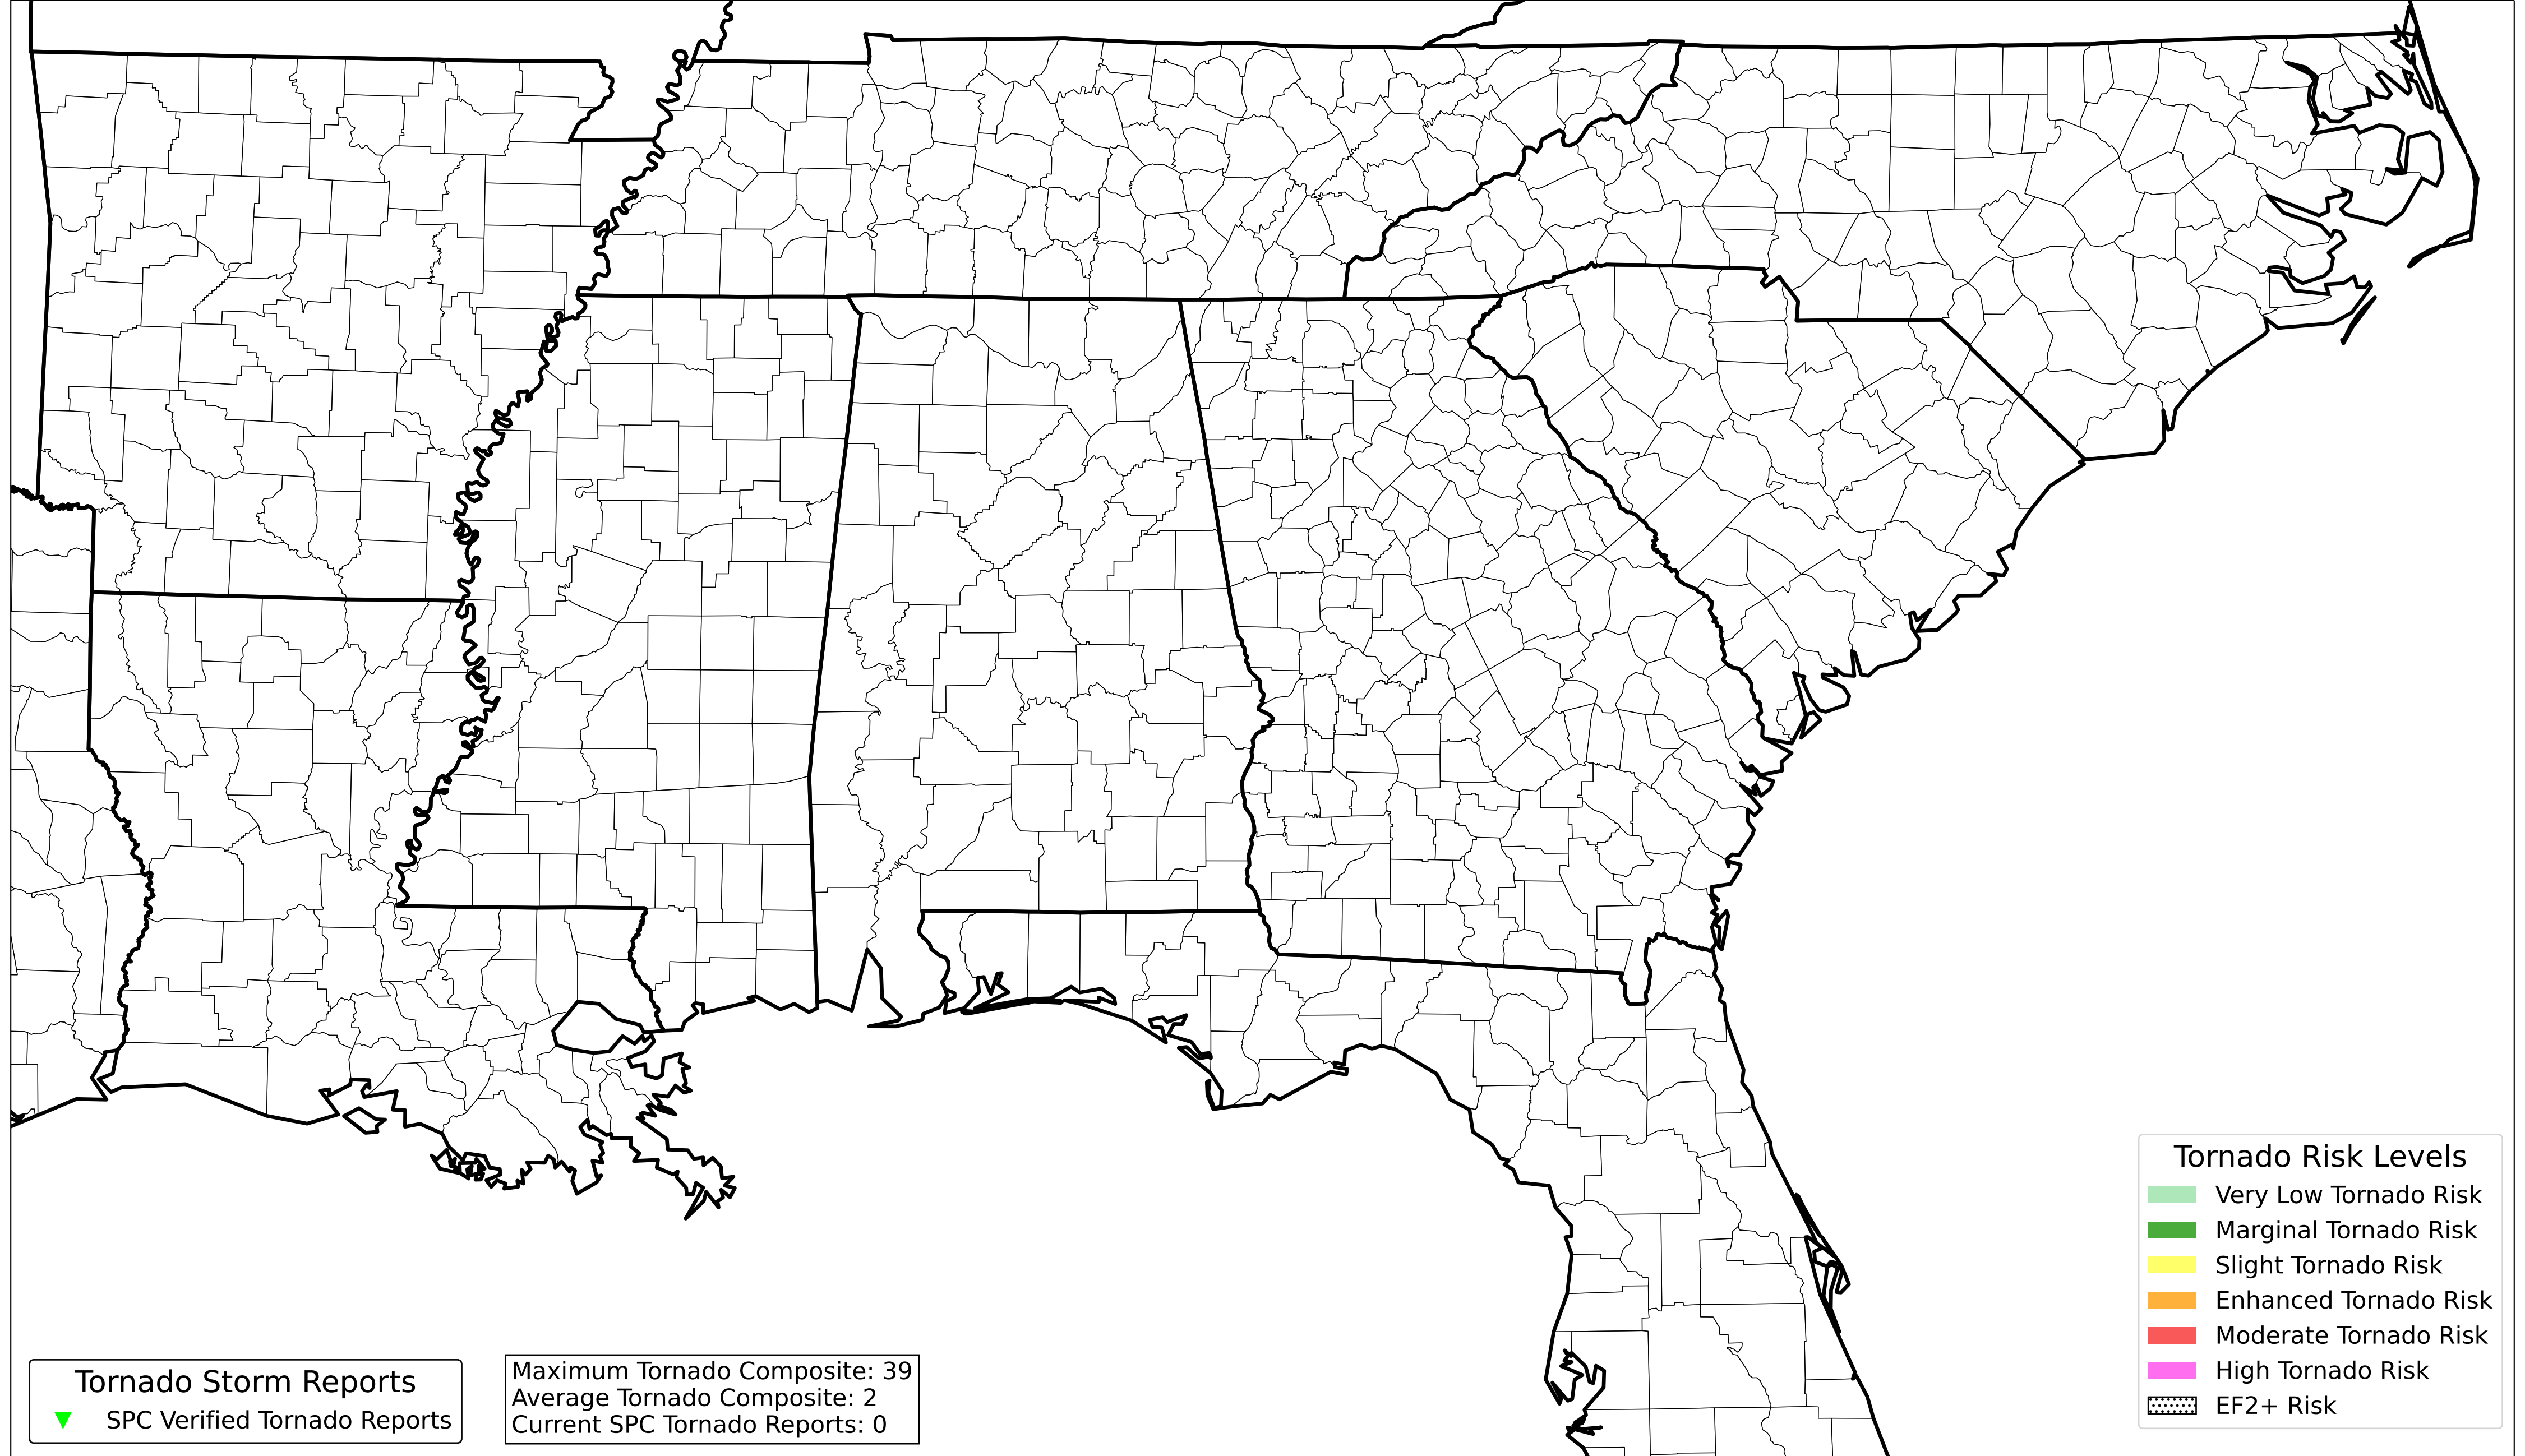 Tornado Storm Reports
SPC Verified Tornado Reports
Maximum Tornado Composite: 39
Average Tornado Composite: 2
Current SPC Tornado Reports: 0
Tornado Risk Levels
Very Low Tornado Risk
Marginal Tornado Risk
Slight Tornado Risk
Enhanced Tornado Risk
Moderate Tornado Risk
High Tornado Risk
EF2+ Risk